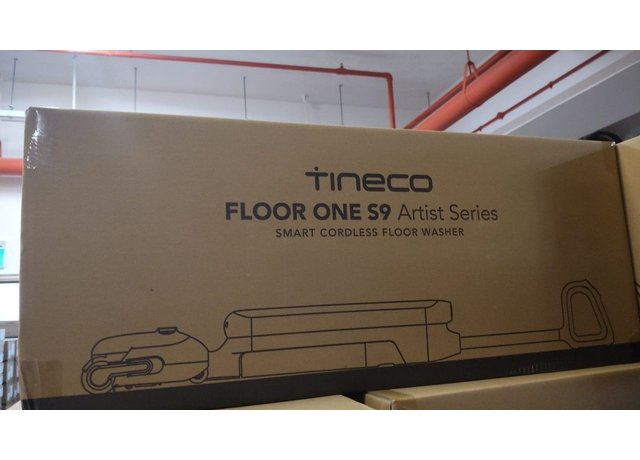 TINECO
FLOOR ONE S9 Artist Series
SMART CORDLESS FLOOR WASHER